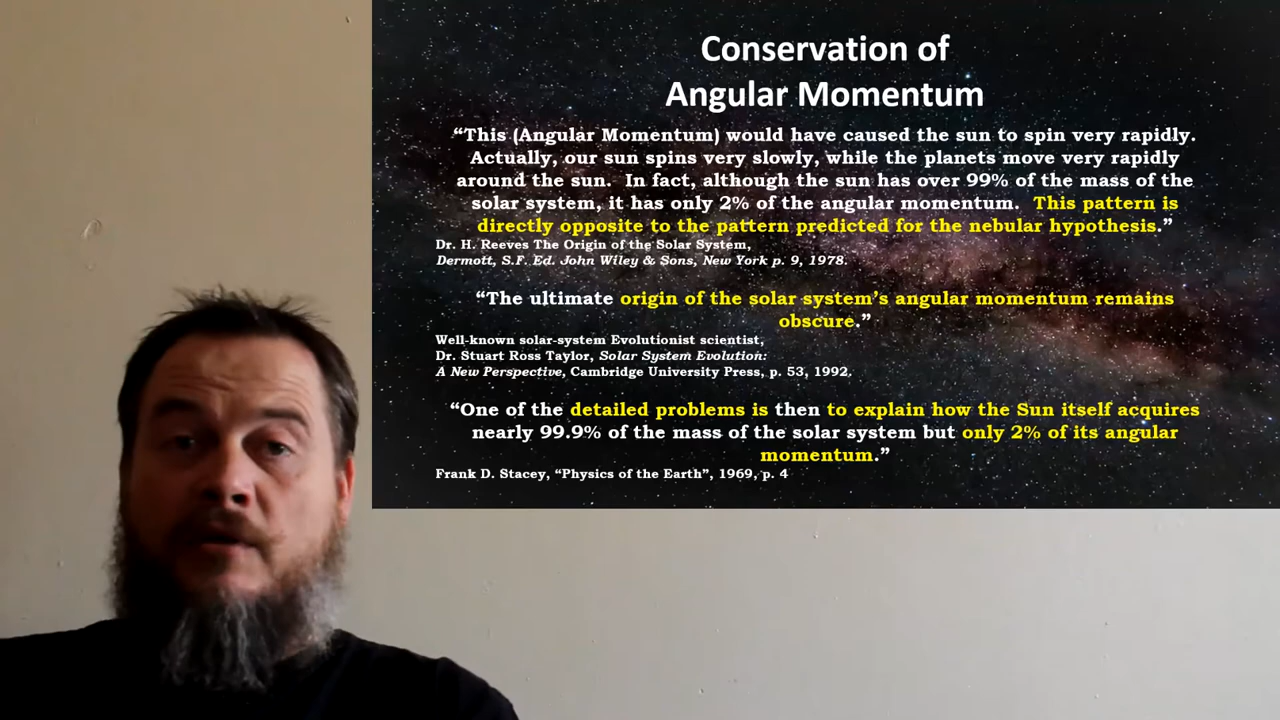 Conservation of
Angular Momentum
“This (Angular Momentum) would have caused the sun to spin very rapidly.
Actually, our sun spins very slowly, while the planets move very rapidly
around the sun. In fact, although the sun has over 99% of the mass of the
solar system, it has only 2% of the angular momentum. This pattern is
directly opposite to the pattern predicted for the nebular hypothesis.”
Dr. H. Reeves The Origin of the Solar System,
Dermott, S.F. Ed. John Wiley & Sons, New York p. 9, 1978.
“The ultimate origin of the solar system’s angular momentum remains
obscure.”
Well-known solar-system Evolutionist scientist,
Dr. Stuart Ross Taylor, Solar System Evolution:
A New Perspective, Cambridge University Press, p. 53, 1992.
“One of the detailed problems is then to explain how the Sun itself acquires
nearly 99.9% of the mass of the solar system but only 2% of its angular
momentum.”
Frank D. Stacey, “Physics of the Earth”, 1969, p. 4